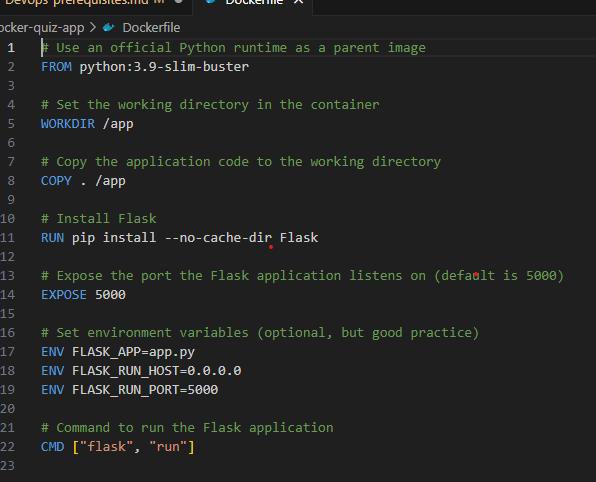 Devops-prerequisites.md M
Dockerfile
ocker-quiz-app > Dockerfile
1 # Use an official Python runtime as a parent image
2 FROM python:3.9-slim-buster
3
4 # Set the working directory in the container
5 WORKDIR /app
6
7 # Copy the application code to the working directory
8 COPY . /app
9
10 # Install Flask
11 RUN pip install --no-cache-dir Flask
12
13 # Expose the port the Flask application listens on (default is 5000)
14 EXPOSE 5000
15
16 # Set environment variables (optional, but good practice)
17 ENV FLASK_APP=app.py
18 ENV FLASK_RUN_HOST=0.0.0.0
19 ENV FLASK_RUN_PORT=5000
20
21 # Command to run the Flask application
22 CMD ["flask", "run"]
23